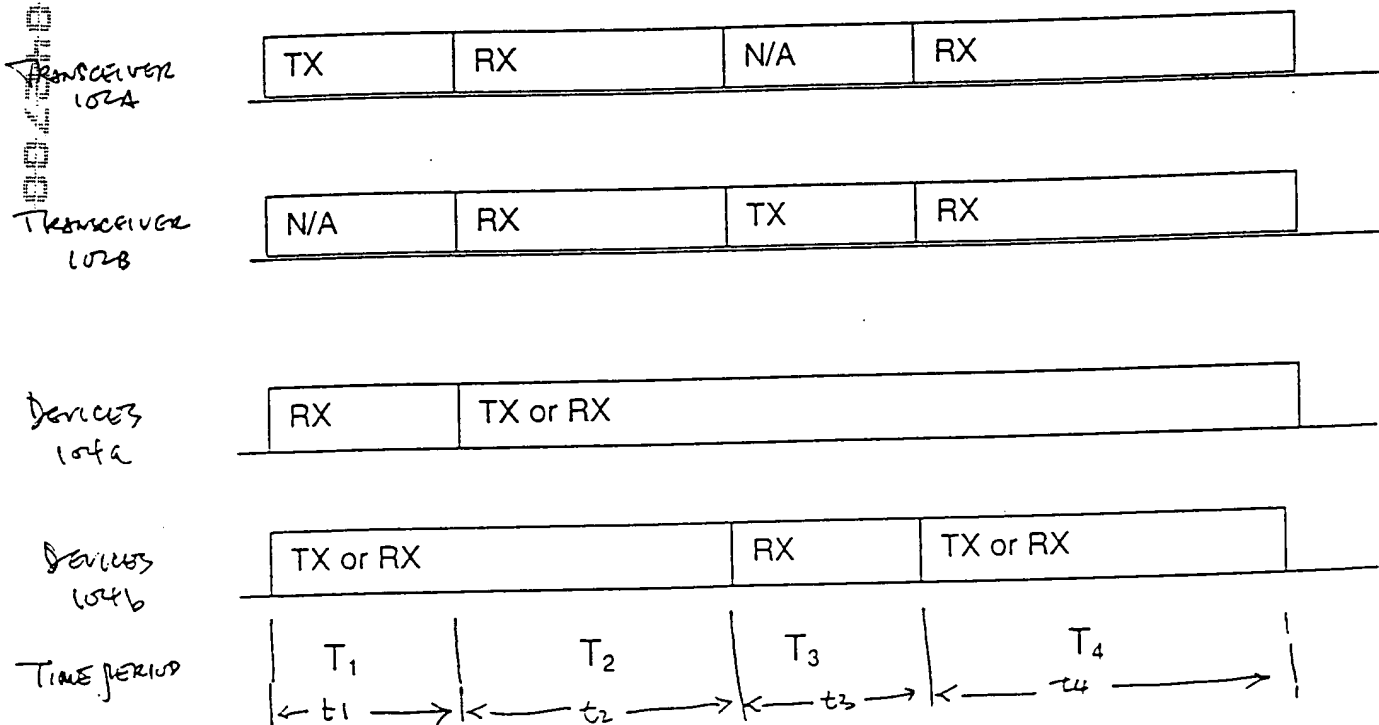 TRANSCEIVER
102A
TX
RX
N/A
RX
TRANSCEIVER
102B
N/A
RX
TX
RX
DEVICES
104a
RX
TX or RX
DEVICES
104b
TX or RX
RX
TX or RX
TIME PERIOD
T₁
T₂
T₃
T₄
t1
t2
t3
t4